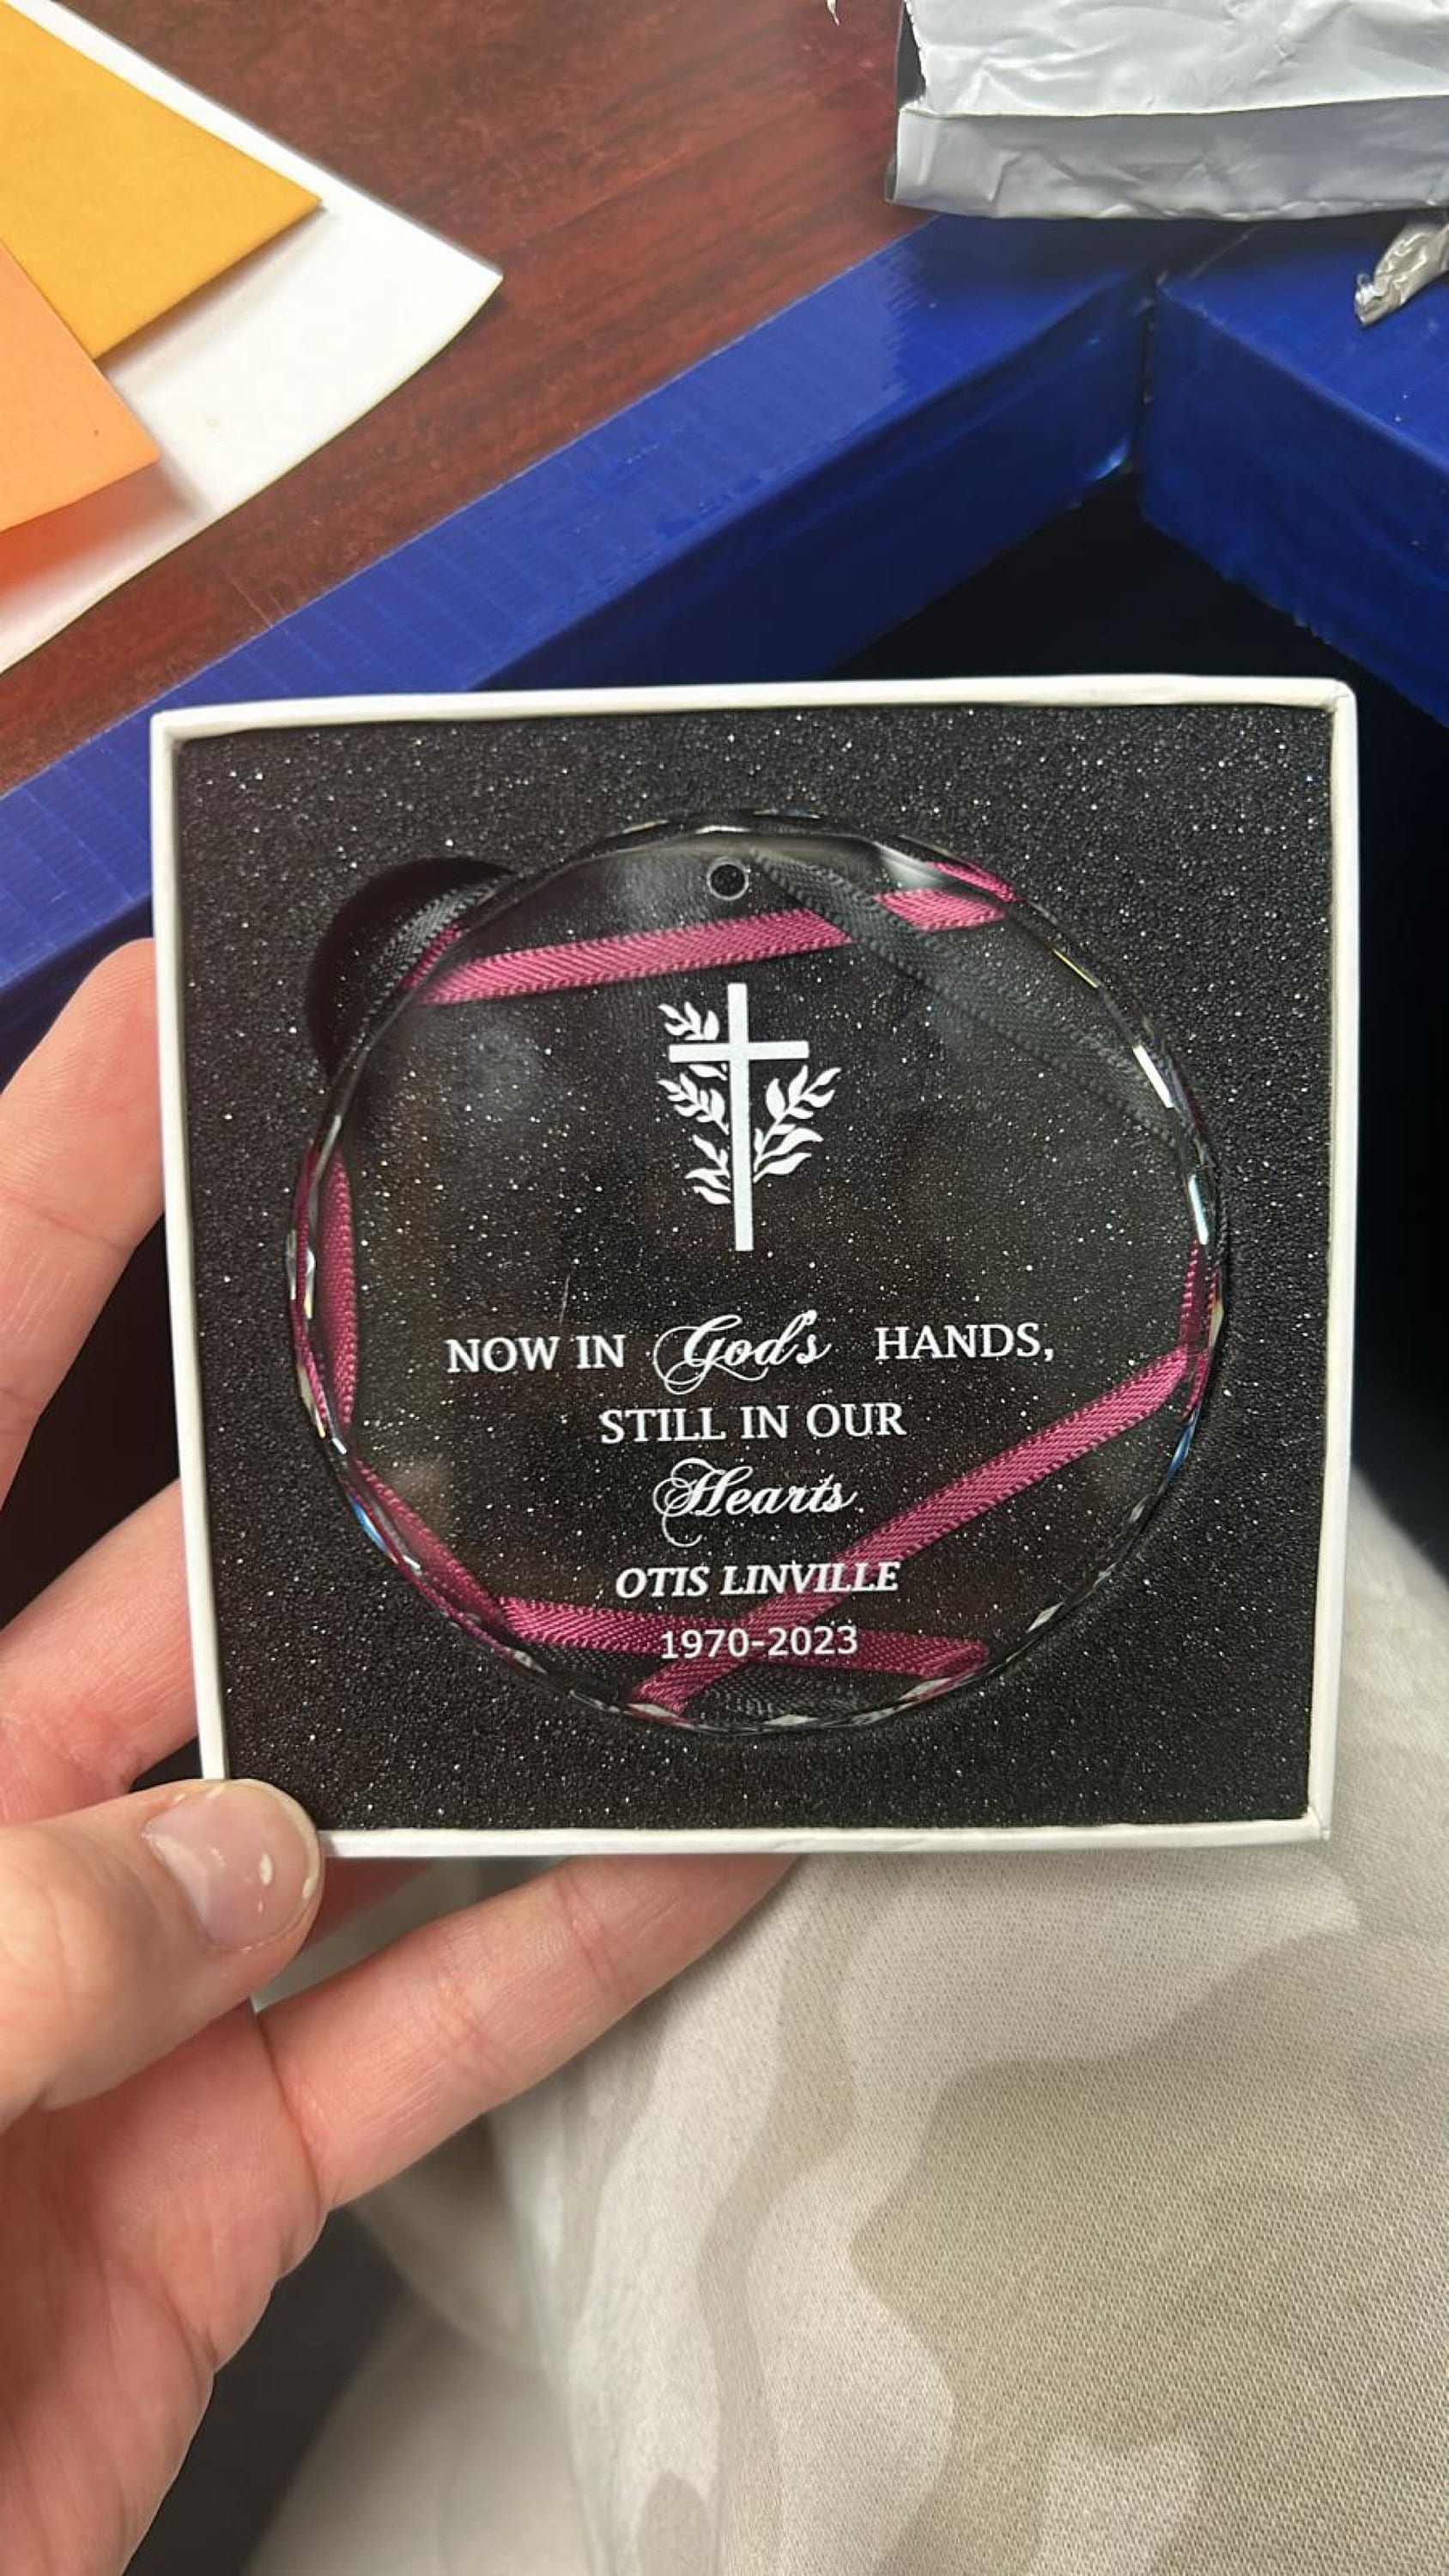 NOW IN God's HANDS,
STILL IN OUR
Hearts
OTIS LINVILLE
1970-2023